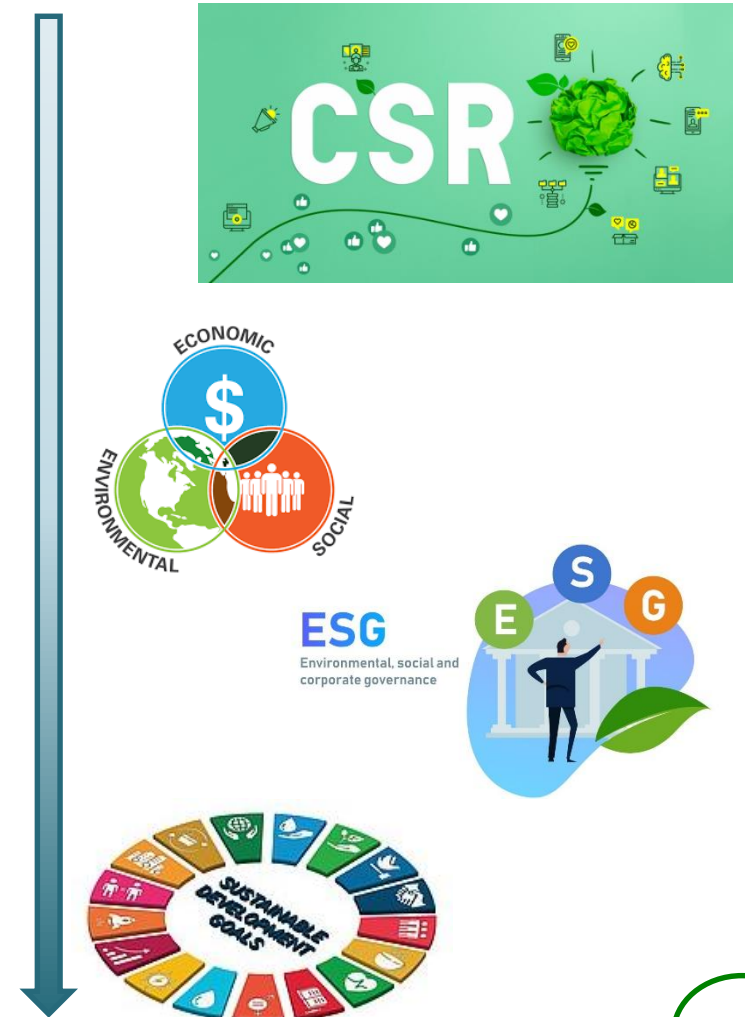 CSR
ECONOMIC
$
ENVIRONMENTAL
SOCIAL
E
S
G
ESG
Environmental, social and
corporate governance
SUSTAINABLE
DEVELOPMENT
GOALS